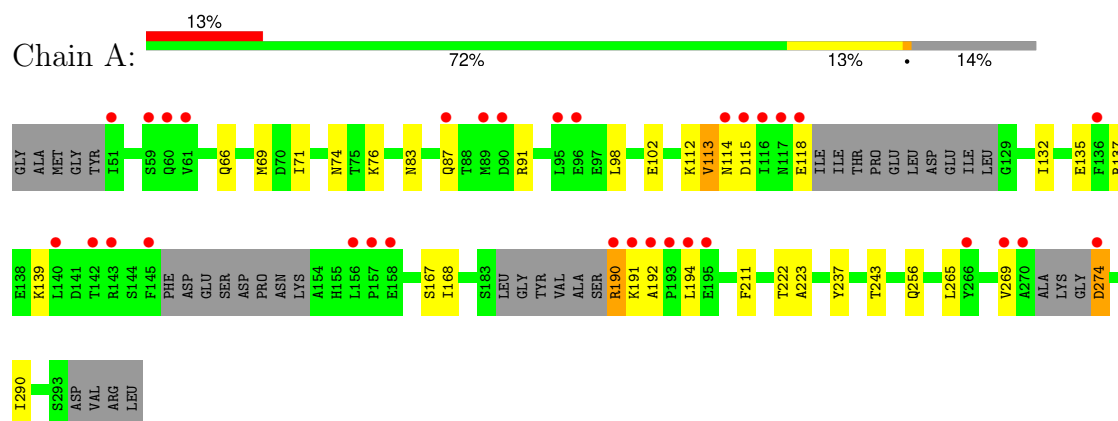 13%
Chain A:
72% 13% • 14%
GLY ALA MET GLY TYR I51 S59 Q60 V61 Q66 M69 D70 I71 N74 T75 K76 N83 Q87 T88 M89 D90 R91 L95 E96 E97 L98 E102 K112 V113 N114 D115 I116 N117 E118 ILE ILE THR PRO GLU LEU ASP GLU ILE LEU G129 I132 E135 F136 R137
E138 K139 L140 D141 T142 R143 S144 F145 PHE ASP GLU SER ASP PRO ASN LYS A154 H155 L156 P157 E158 S167 I168 S183 LEU GLY TYR VAL ALA SER R190 K191 A192 P193 L194 E195 F211 T222 A223 Y237 T243 Q256 L265 Y266 V269 A270 ALA LYS GLY D274
I290 S293 ASP VAL ARG LEU